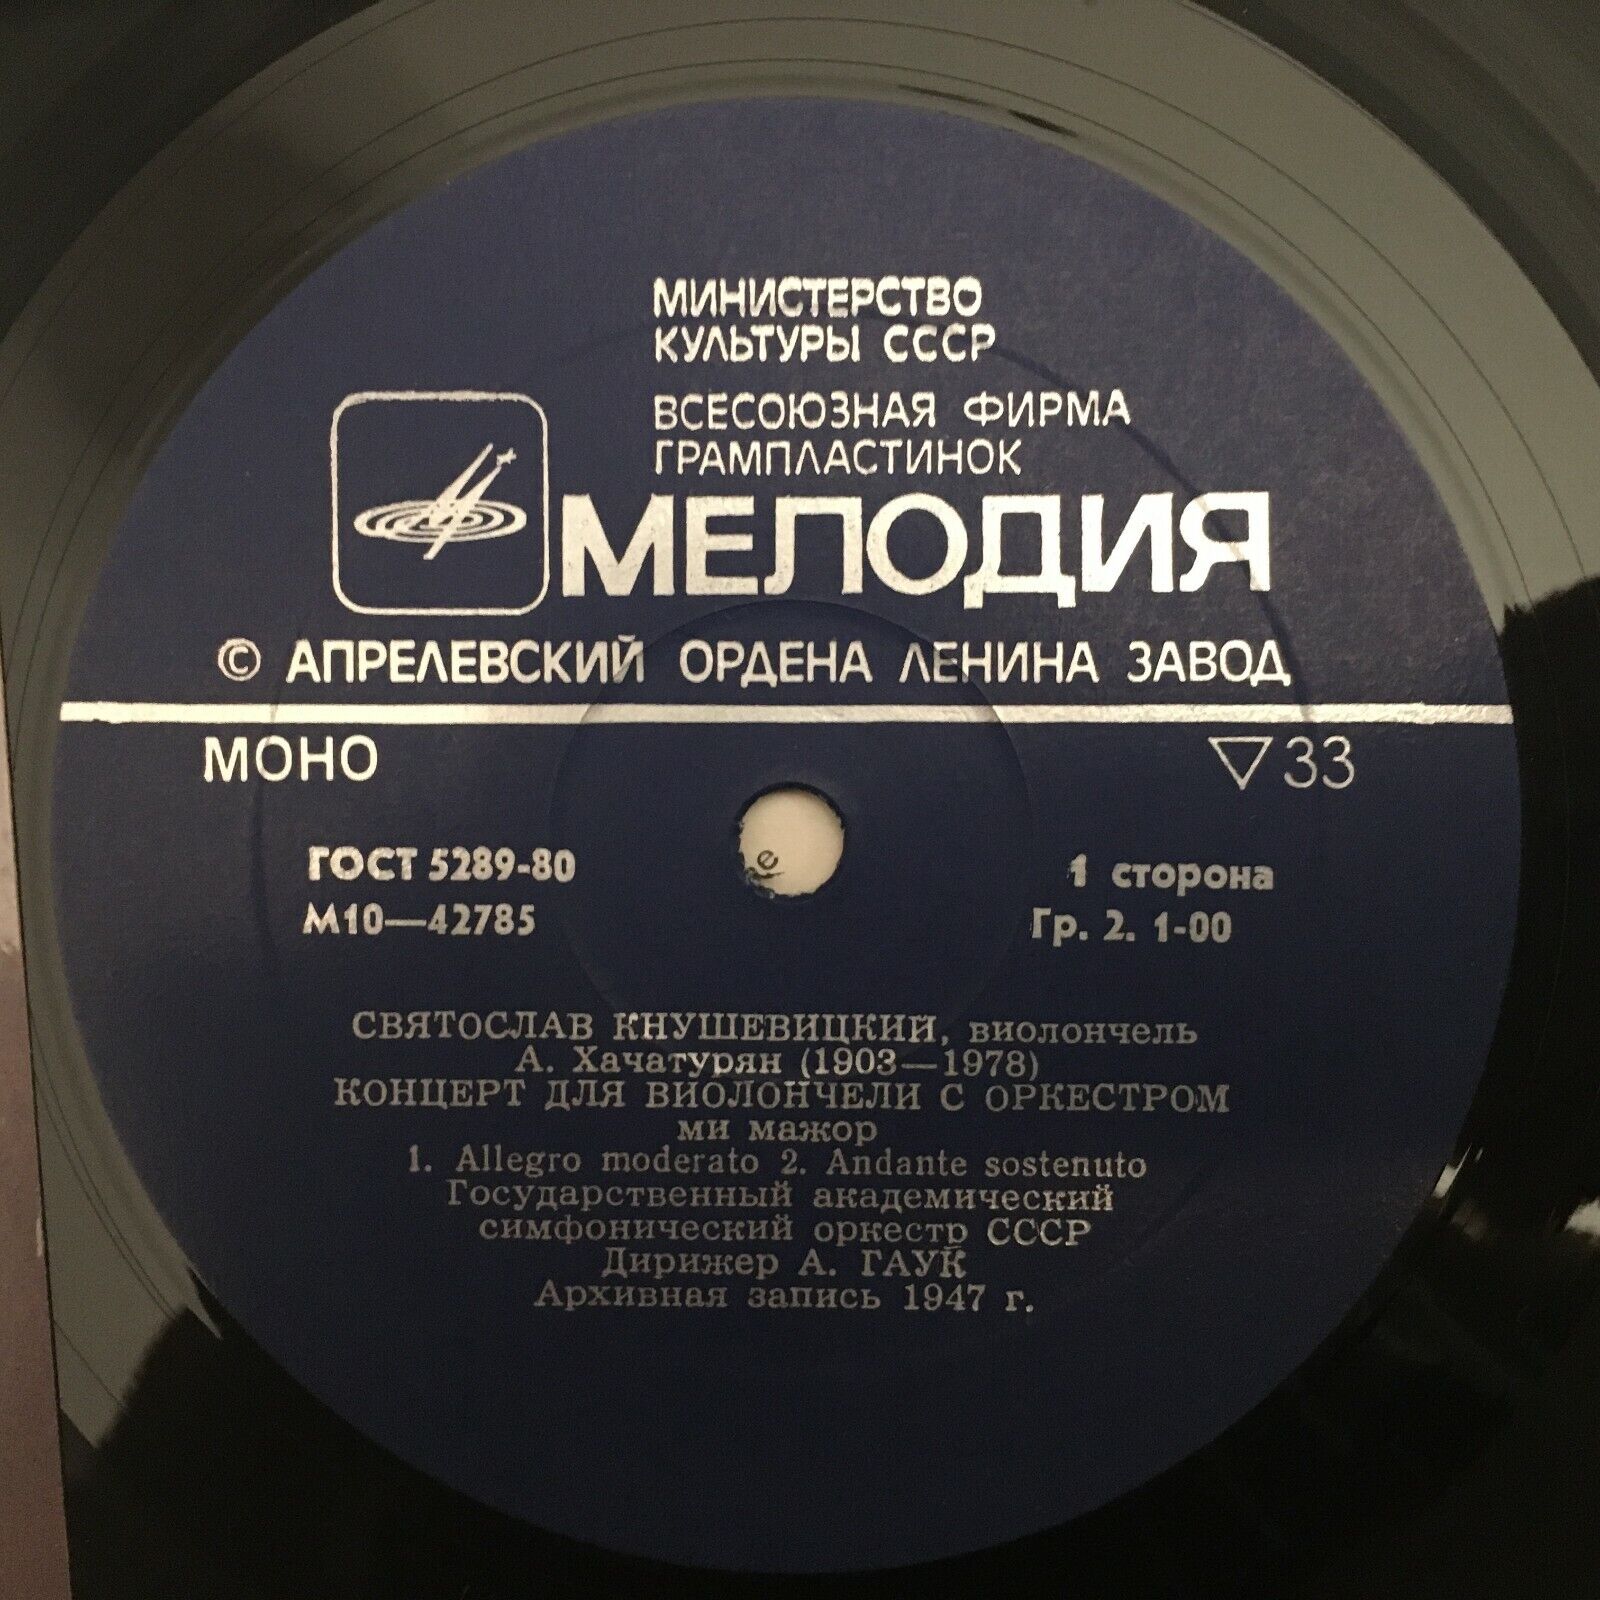 МИНИСТЕРСТВО
КУЛЬТУРЫ СССР
ВСЕСОЮЗНАЯ ФИРМА
ГРАМПЛАСТИНОК
МЕЛОДИЯ
© АПРЕЛЕВСКИЙ ОРДЕНА ЛЕНИНА ЗАВОД
МОНО
▽33
ГОСТ 5289-80
М10—42785
1 сторона
Гр. 2. 1-00
е
СВЯТОСЛАВ КНУШЕВИЦКИЙ, виолончель
А. Хачатурян (1903—1978)
КОНЦЕРТ ДЛЯ ВИОЛОНЧЕЛИ С ОРКЕСТРОМ
ми мажор
1. Allegro moderato 2. Andante sostenuto
Государственный академический
симфонический оркестр СССР
Дирижер А. ГАУК
Архивная запись 1947 г.